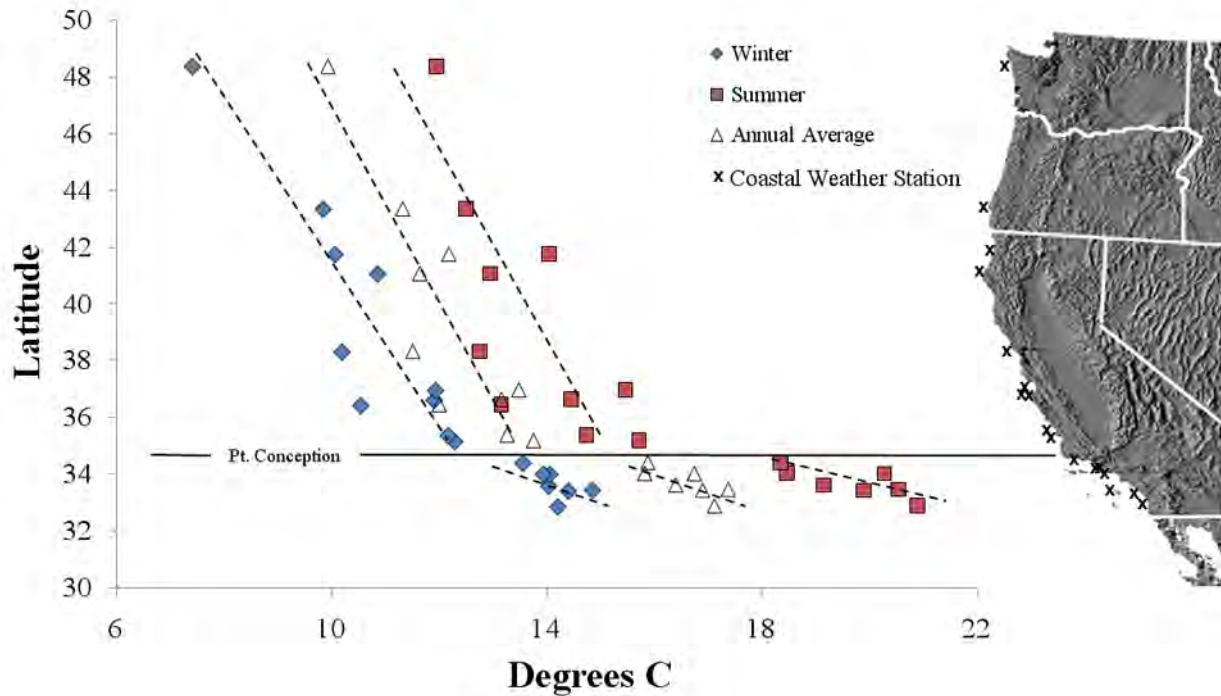 50
48
46
44
42
40
38
36
34
32
30
Latitude
Winter
Summer
Annual Average
Coastal Weather Station
Pt. Conception
6
10
14
18
22
Degrees C